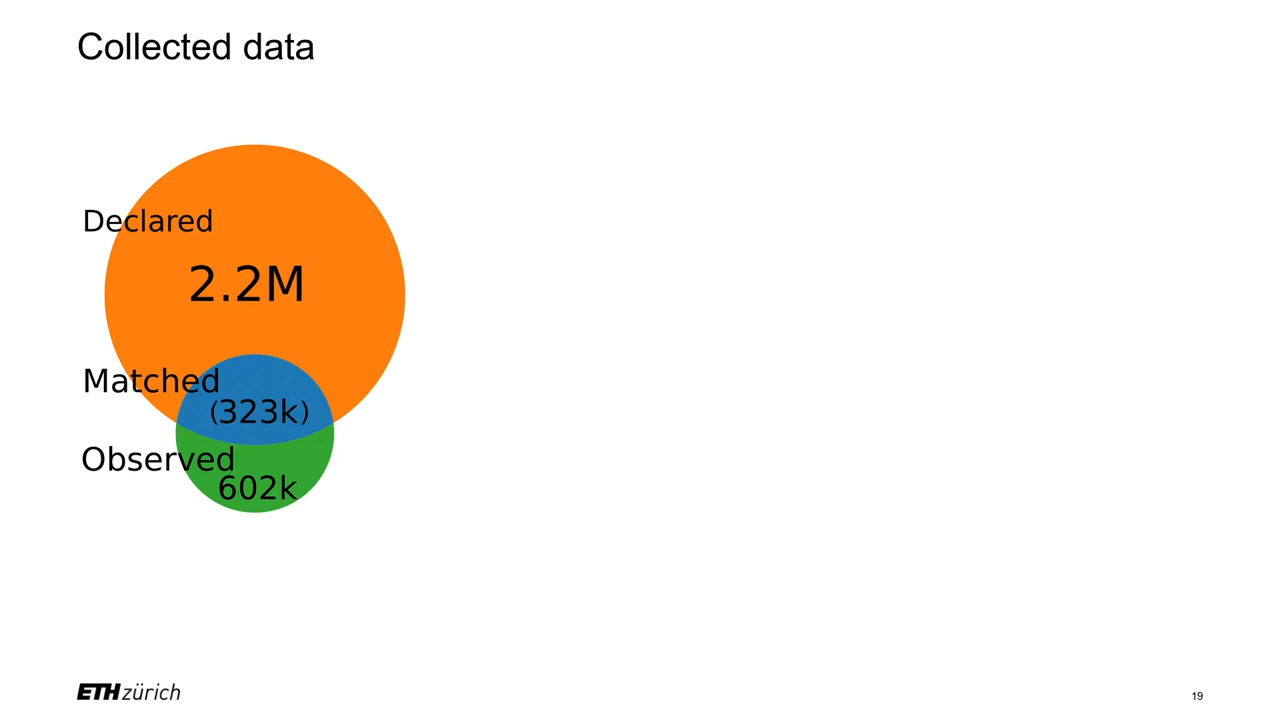 Collected data
Declared
2.2M
Matched
(323k)
Observed
602k
ETH zürich
19